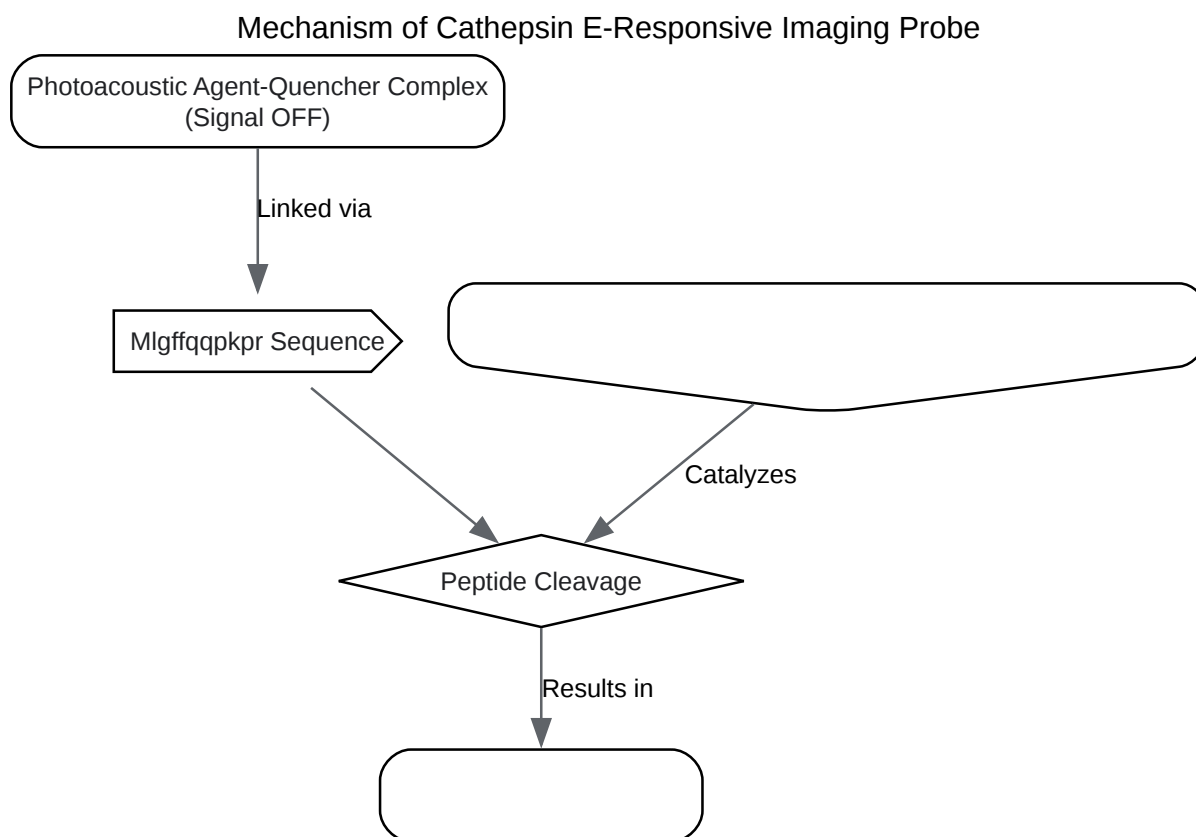 Mechanism of Cathepsin E-Responsive Imaging Probe
Photoacoustic Agent-Quencher Complex
(Signal OFF)
Linked via
Mlgffqqpkpr Sequence
Catalyzes
Peptide Cleavage
Results in